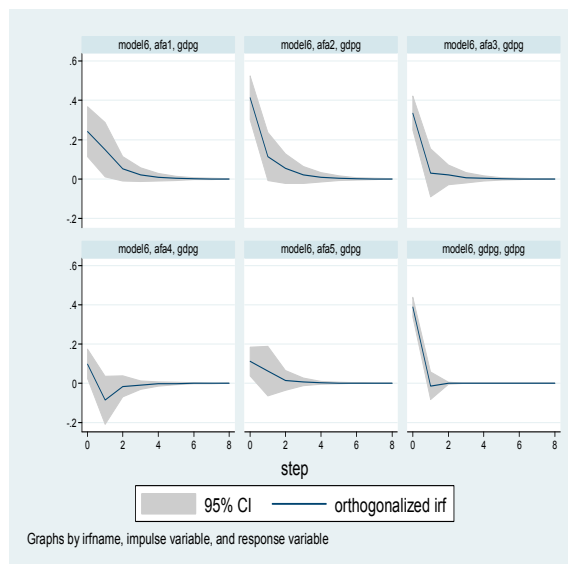 model6, afa1, gdpg
model6, afa2, gdpg
model6, afa3, gdpg
.6
.4
.2
0
-.2
model6, afa4, gdpg
model6, afa5, gdpg
model6, gdpg, gdpg
.6
.4
.2
0
-.2
0 2 4 6 8
0 2 4 6 8
0 2 4 6 8
step
95% CI
orthogonalized irf
Graphs by irfname, impulse variable, and response variable